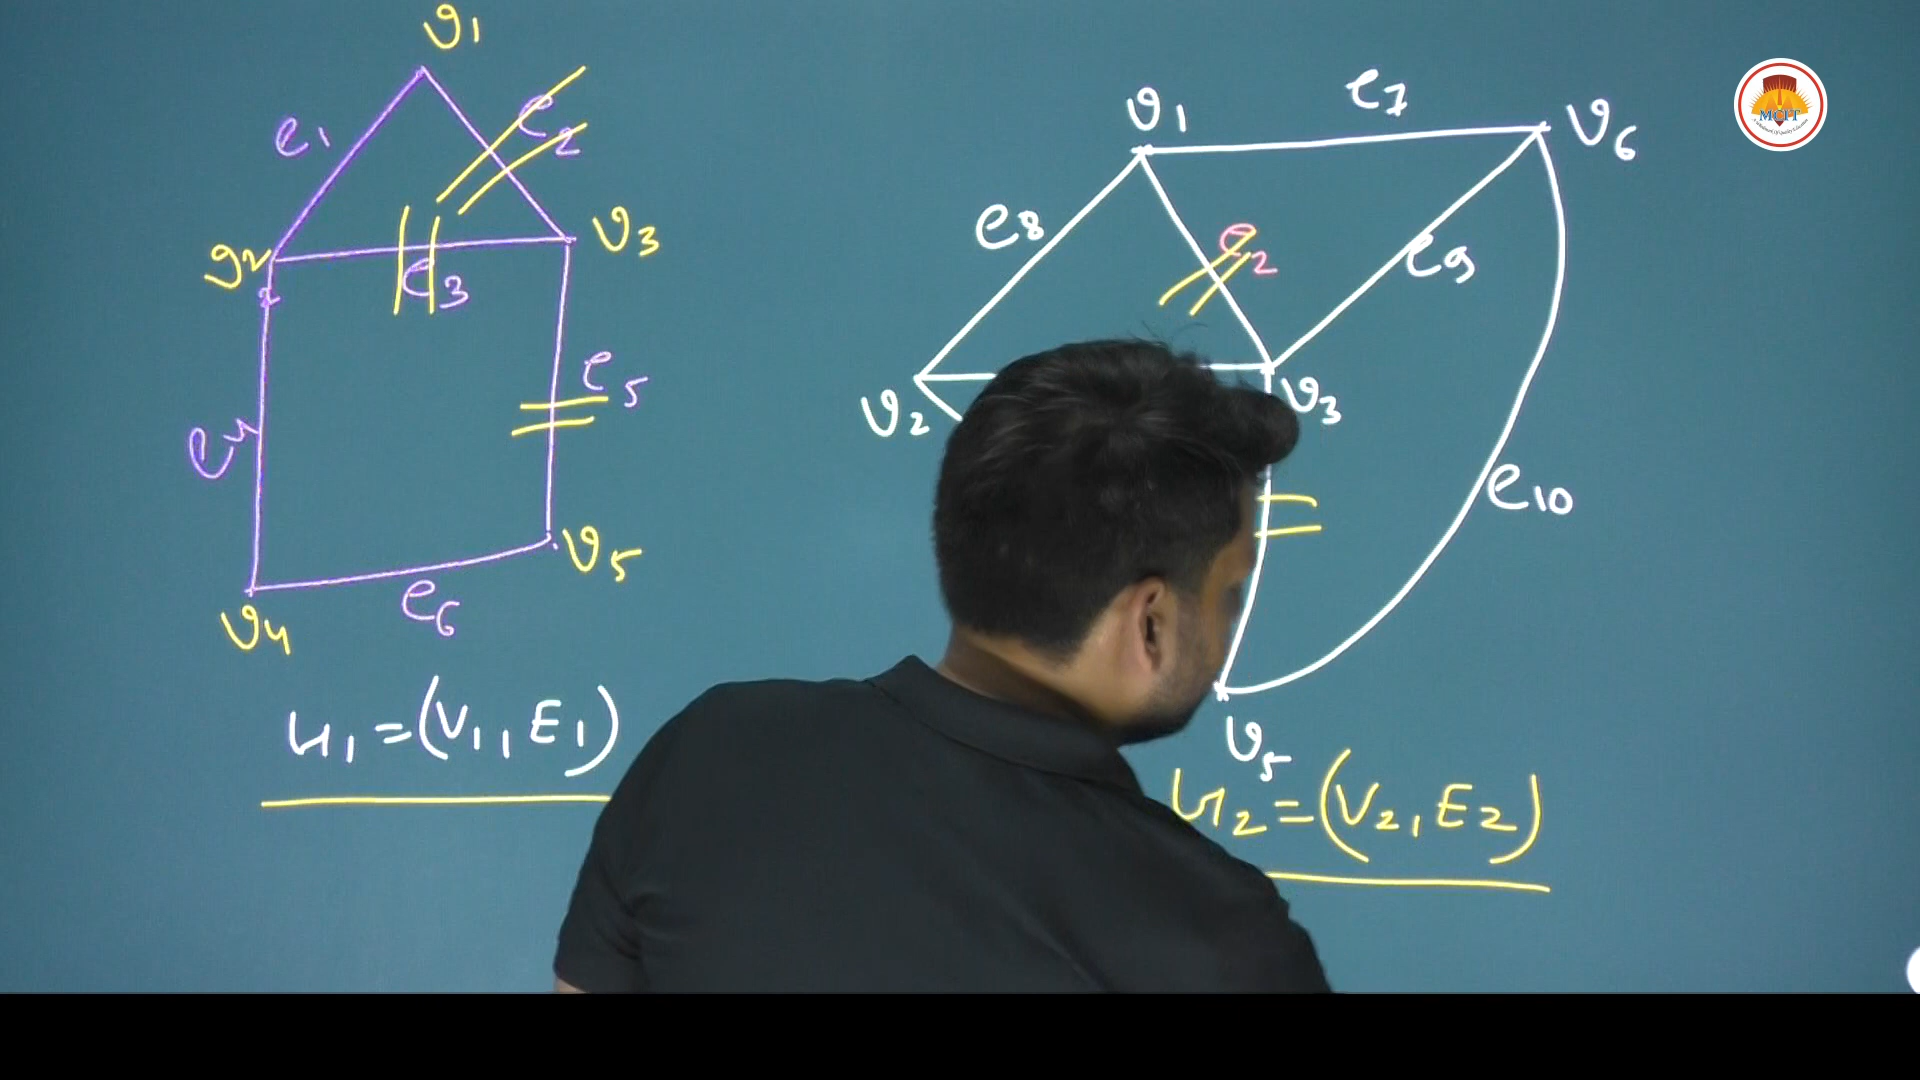 v1
e1
e2
v2
v3
e3
e4
e5
v5
e6
v4
G1 = (V1, E1)
v1
e7
v6
e8
e2
e9
v2
v3
e10
v5
G2 = (V2, E2)
MCPT